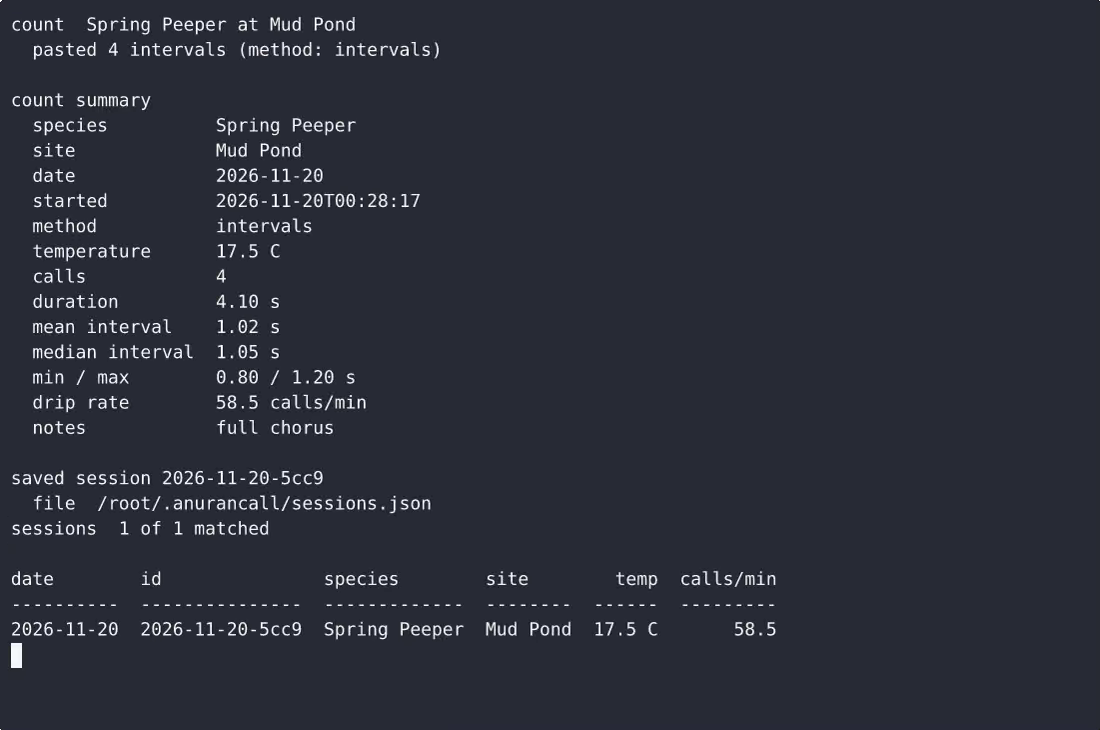 count  Spring Peeper at Mud Pond
  pasted 4 intervals (method: intervals)

count summary
  species          Spring Peeper
  site             Mud Pond
  date             2026-11-20
  started          2026-11-20T00:28:17
  method           intervals
  temperature      17.5 C
  calls            4
  duration         4.10 s
  mean interval    1.02 s
  median interval  1.05 s
  min / max        0.80 / 1.20 s
  drip rate        58.5 calls/min
  notes            full chorus

saved session 2026-11-20-5cc9
  file  /root/.anurancall/sessions.json
sessions  1 of 1 matched

date        id               species        site        temp  calls/min
----------  ---------------  -------------  --------  ------  ---------
2026-11-20  2026-11-20-5cc9  Spring Peeper  Mud Pond  17.5 C       58.5